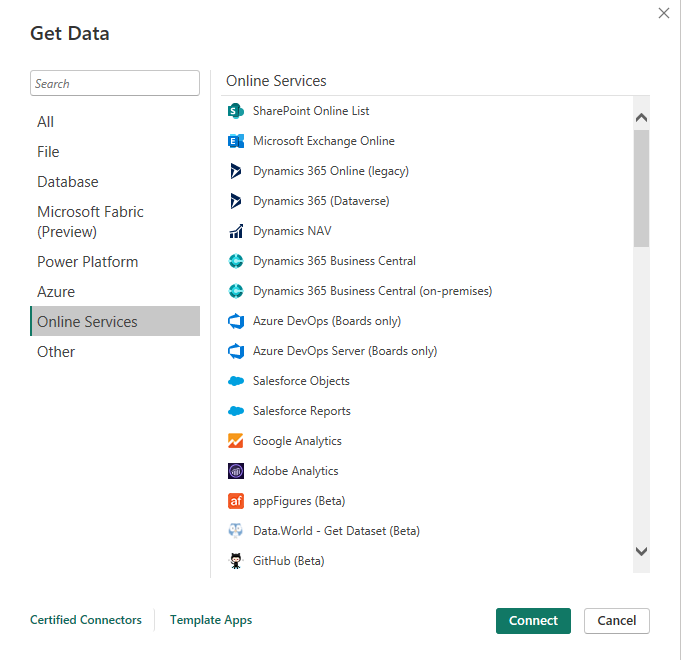 Get Data
Search
All
File
Database
Microsoft Fabric
(Preview)
Power Platform
Azure
Online Services
Other
Online Services
SharePoint Online List
Microsoft Exchange Online
Dynamics 365 Online (legacy)
Dynamics 365 (Dataverse)
Dynamics NAV
Dynamics 365 Business Central
Dynamics 365 Business Central (on-premises)
Azure DevOps (Boards only)
Azure DevOps Server (Boards only)
Salesforce Objects
Salesforce Reports
Google Analytics
Adobe Analytics
af appFigures (Beta)
Data.World - Get Dataset (Beta)
GitHub (Beta)
Certified Connectors
Template Apps
Connect
Cancel